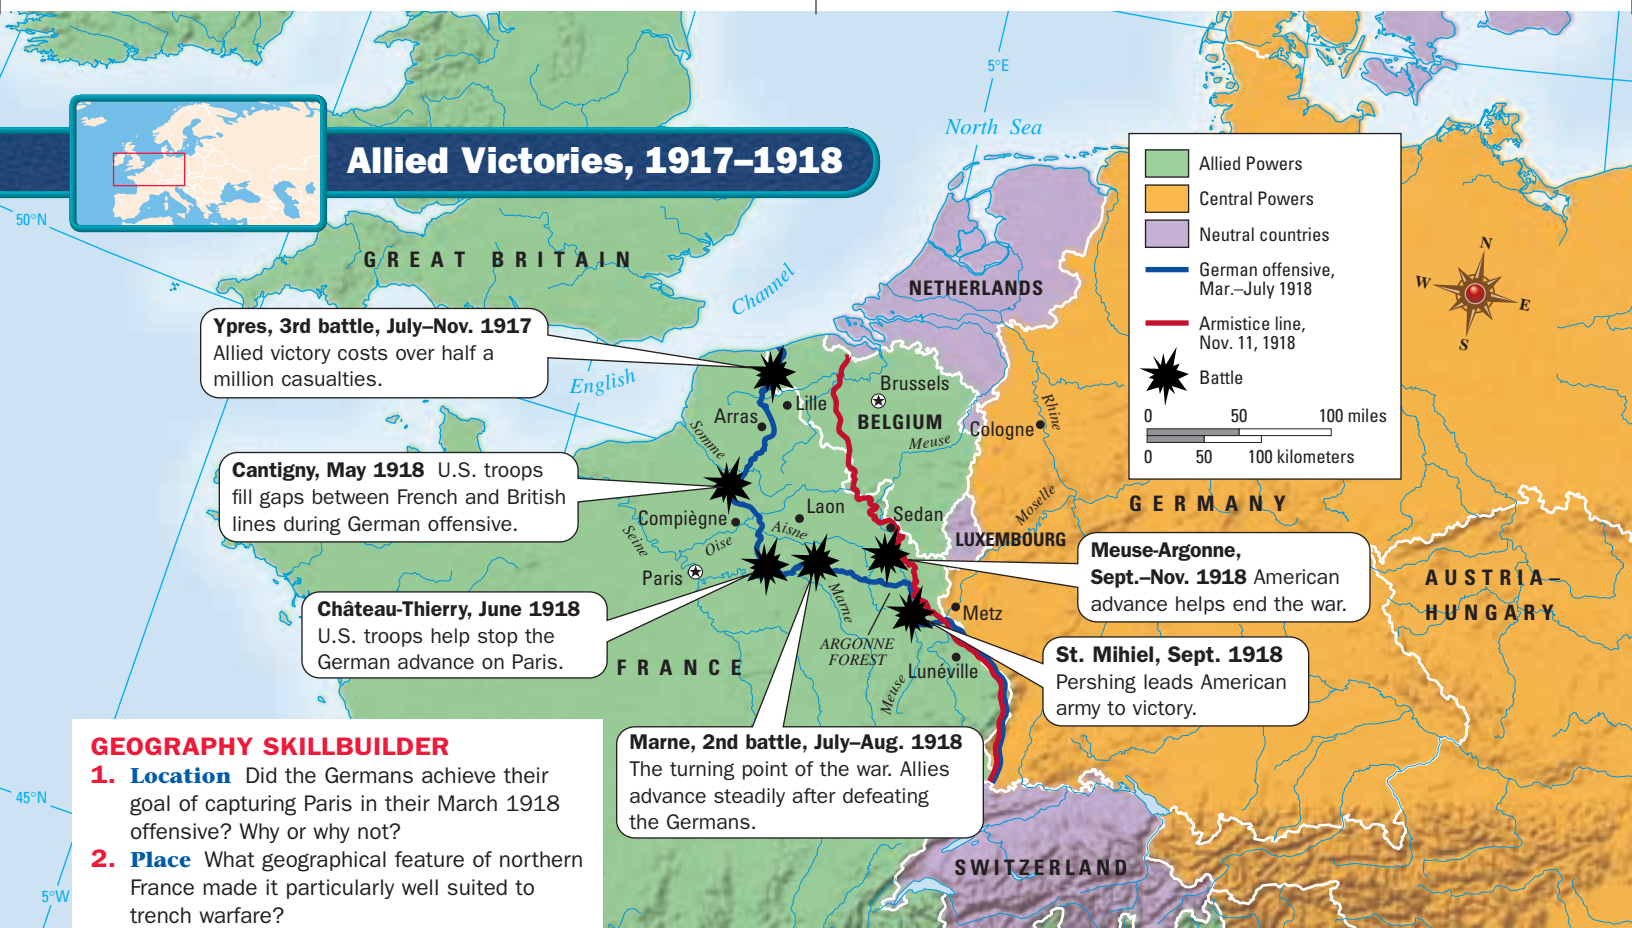 Allied Victories, 1917–1918
5°E
North Sea
50°N
GREAT BRITAIN
Channel
English
NETHERLANDS
Allied Powers
Central Powers
Neutral countries
German offensive,
Mar.–July 1918
Armistice line,
Nov. 11, 1918
Battle
0 50 100 miles
0 50 100 kilometers
N
W
E
S
Ypres, 3rd battle, July–Nov. 1917
Allied victory costs over half a
million casualties.
Brussels
Lille
Arras
BELGIUM
Meuse
Cologne
Rhine
Somme
Cantigny, May 1918 U.S. troops
fill gaps between French and British
lines during German offensive.
Laon
Compiègne
Sedan
Aisne
Oise
Seine
Moselle
LUXEMBOURG
GERMANY
Paris
Marne
Metz
Meuse-Argonne,
Sept.–Nov. 1918 American
advance helps end the war.
AUSTRIA–
HUNGARY
Château-Thierry, June 1918
U.S. troops help stop the
German advance on Paris.
FRANCE
ARGONNE
FOREST
Lunéville
Meuse
St. Mihiel, Sept. 1918
Pershing leads American
army to victory.
Marne, 2nd battle, July–Aug. 1918
The turning point of the war. Allies
advance steadily after defeating
the Germans.
SWITZERLAND
45°N
5°W
GEOGRAPHY SKILLBUILDER
1. Location Did the Germans achieve their
goal of capturing Paris in their March 1918
offensive? Why or why not?
2. Place What geographical feature of northern
France made it particularly well suited to
trench warfare?